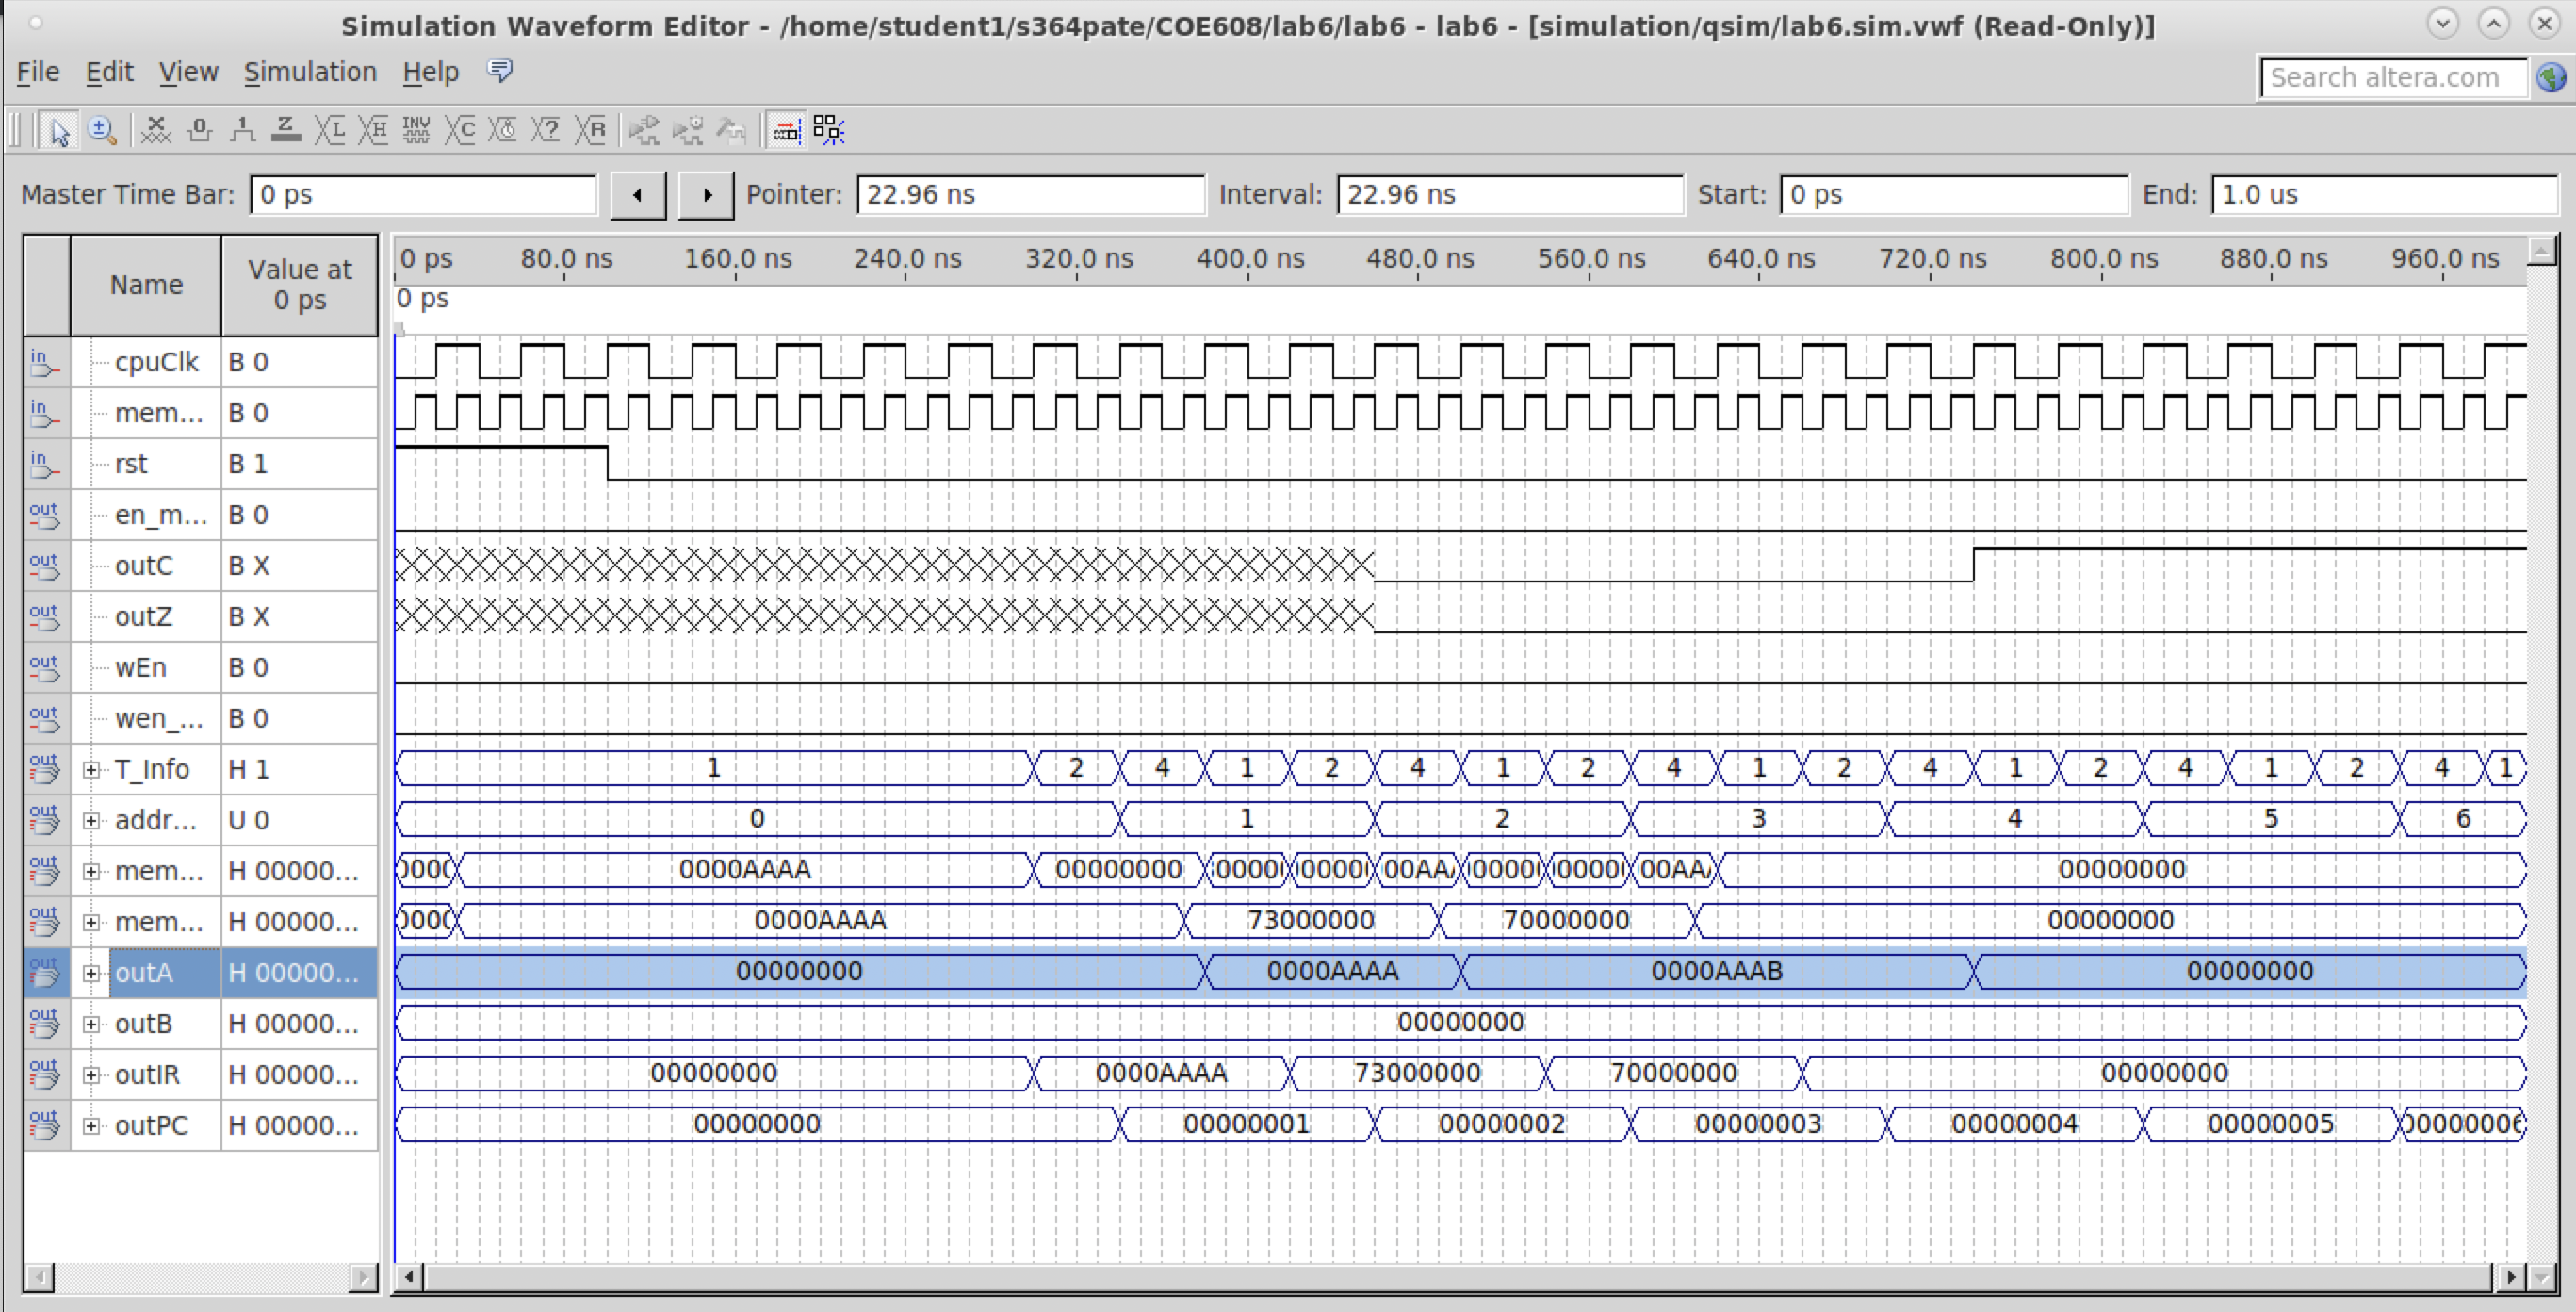 Simulation Waveform Editor - /home/student1/s364pate/COE608/lab6/lab6 - lab6 - [simulation/qsim/lab6.sim.vwf (Read-Only)]
File Edit View Simulation Help
Search altera.com
Master Time Bar: 0 ps Pointer: 22.96 ns Interval: 22.96 ns Start: 0 ps End: 1.0 us
Name Value at 0 ps
0 ps 80.0 ns 160.0 ns 240.0 ns 320.0 ns 400.0 ns 480.0 ns 560.0 ns 640.0 ns 720.0 ns 800.0 ns 880.0 ns 960.0 ns
0 ps
in cpuClk B 0
in mem... B 0
in rst B 1
out en_m... B 0
out outC B X
out outZ B X
out wEn B 0
out wen_... B 0
out T_Info H 1 1 2 4 1 2 4 1 2 4 1 2 4 1 2 4 1 2 4 1
out addr... U 0 0 1 2 3 4 5 6
out mem... H 00000... 0000AAAA 00000000 0000 0000 00AA 0000 0000 00AA 00000000
out mem... H 00000... 0000AAAA 73000000 70000000 00000000
out outA H 00000... 00000000 0000AAAA 0000AAAB 00000000
out outB H 00000... 00000000
out outIR H 00000... 00000000 0000AAAA 73000000 70000000 00000000
out outPC H 00000... 00000000 00000001 00000002 00000003 00000004 00000005 00000006